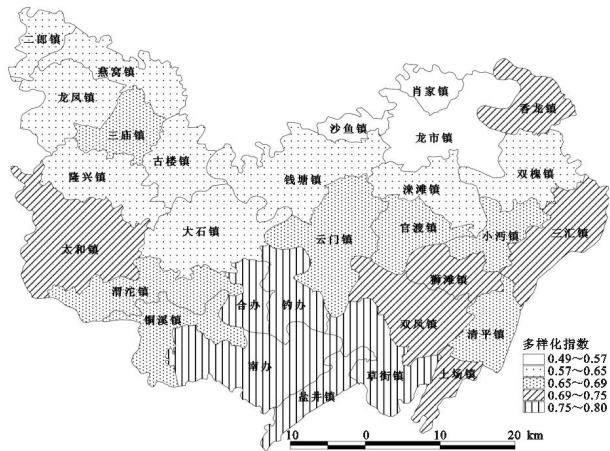 二郎镇
燕窝镇
龙凤镇
三庙镇
隆兴镇
古楼镇
太和镇
大石镇
渭沱镇
铜溪镇
合办
钓办
南办
盐井镇
草街镇
钱塘镇
沙鱼镇
肖家镇
龙市镇
香龙镇
双槐镇
涞滩镇
官渡镇
云门镇
小沔镇
三汇镇
狮滩镇
双凤镇
清平镇
土场镇
多样化指数
0.49～0.57
0.57～0.65
0.65～0.69
0.69～0.75
0.75～0.80
10 0 10 20 km